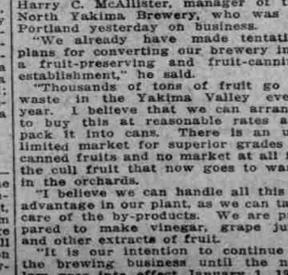 Harry C. McAllister, manager of t
North Yakima Brewery, who was
Portland yesterday on business.
"We already have made tentati
plans for converting our brewery in
a fruit-preserving and fruit-cannin
establishment," he said.
"Thousands of tons of fruit go
waste in the Yakima Valley eve
year. I believe that we can arran
to buy this at reasonable rates a
pack it into cans. There is an u
limited market for superior grades
canned fruits and no market at all f
the cull fruit that now goes to was
in the orchards.
"I believe we can handle all this
advantage in our plant, as we can ta
care of the by-products. We are p
pared to make vinegar, grape ju
and other extracts of fruit.
"It is our intention to continue
the brewing business until the n